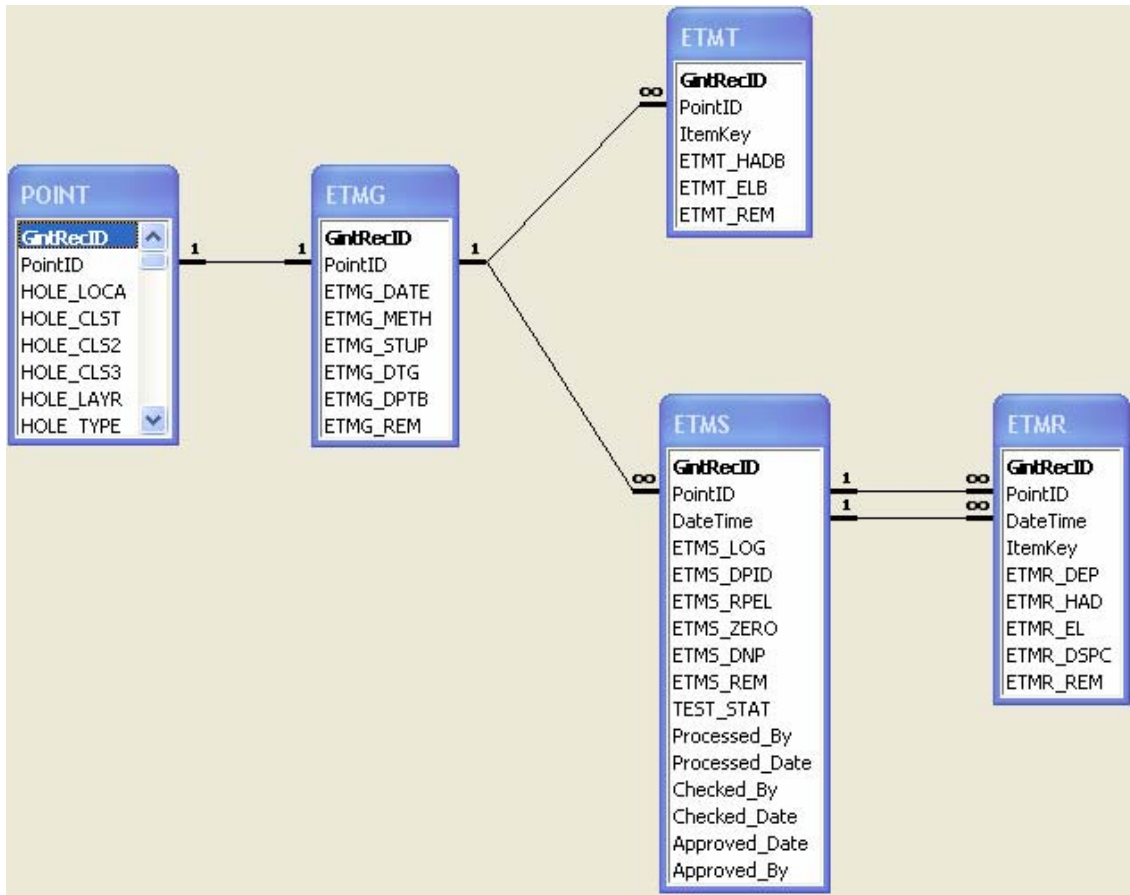 POINT
GintRecID
PointID
HOLE_LOCA
HOLE_CLST
HOLE_CLS2
HOLE_CLS3
HOLE_LAYR
HOLE_TYPE
1
1
ETMG
GintRecID
PointID
ETMG_DATE
ETMG_METH
ETMG_STUP
ETMG_DTG
ETMG_DPTB
ETMG_REM
1
∞
ETMT
GintRecID
PointID
ItemKey
ETMT_HADB
ETMT_ELB
ETMT_REM
∞
ETMS
GintRecID
PointID
DateTime
ETMS_LOG
ETMS_DPID
ETMS_RPEL
ETMS_ZERO
ETMS_DNP
ETMS_REM
TEST_STAT
Processed_By
Processed_Date
Checked_By
Checked_Date
Approved_Date
Approved_By
1
∞
1
∞
ETMR
GintRecID
PointID
DateTime
ItemKey
ETMR_DEP
ETMR_HAD
ETMR_EL
ETMR_DSPC
ETMR_REM